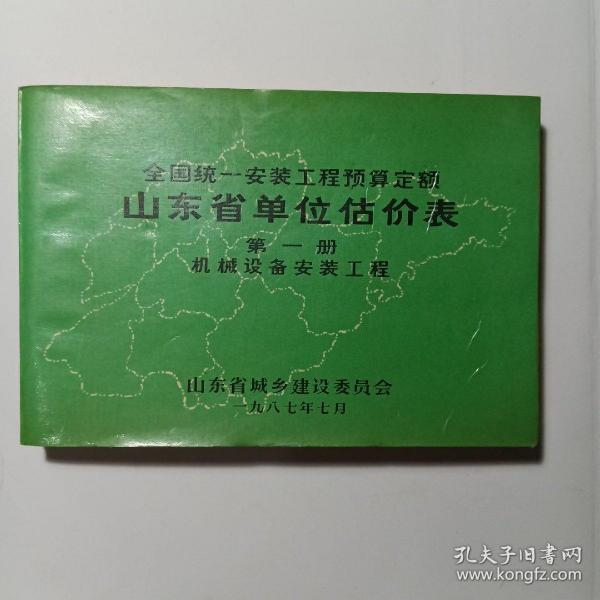 全国统一安装工程预算定额
山东省单位估价表
第一册
机械设备安装工程
山东省城乡建设委员会
一九八七年七月
孔夫子旧书网
www.kongfz.com